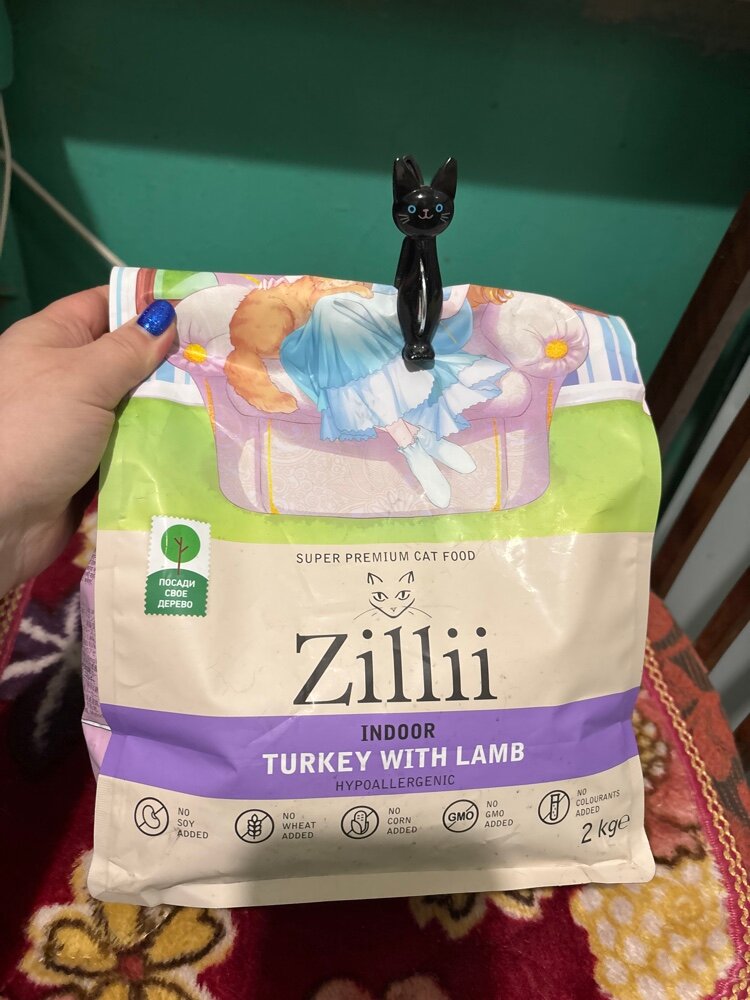 SUPER PREMIUM CAT FOOD
ПОСАДИ
СВОЕ
ДЕРЕВО
Zillii
INDOOR
TURKEY WITH LAMB
HYPOALLERGENIC
NO
SOY
ADDED
NO
WHEAT
ADDED
NO
CORN
ADDED
GMO
NO
GMO
ADDED
NO
COLOURANTS
ADDED
2 kg e